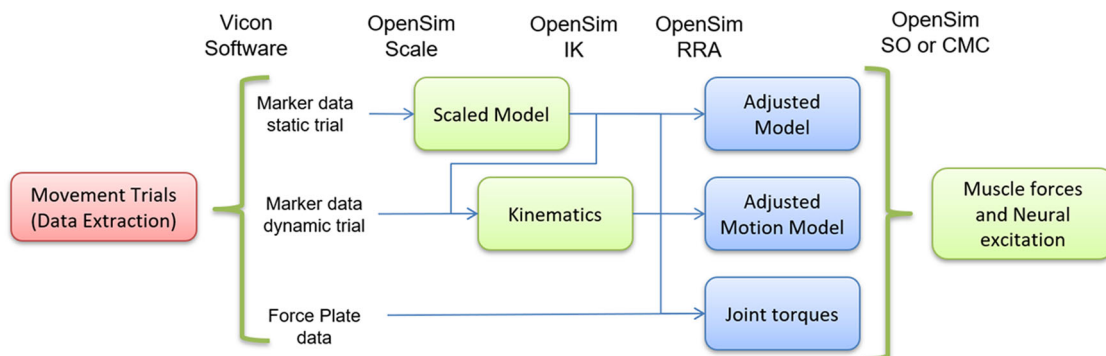 Vicon
Software
OpenSim
Scale
OpenSim
IK
OpenSim
RRA
OpenSim
SO or CMC
Marker data
static trial
Scaled Model
Adjusted
Model
Movement Trials
(Data Extraction)
Marker data
dynamic trial
Kinematics
Adjusted
Motion Model
Muscle forces
and Neural
excitation
Force Plate
data
Joint torques